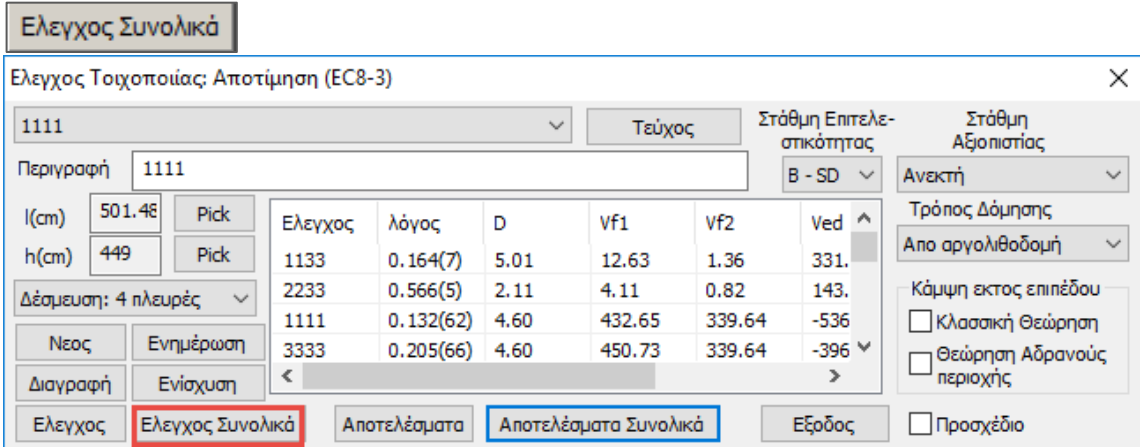 Ελεγχος Συνολικά
Ελεγχος Τοιχοποιίας: Αποτίμηση (EC8-3)
1111
Τεύχος
Στάθμη Επιτελε-
στικότητας
Στάθμη
Αξιοπιστίας
Περιγραφή 1111
B - SD
Ανεκτή
l(cm) 501.48 Pick
h(cm) 449 Pick
Δέσμευση: 4 πλευρές
Ελεγχος λόγος D Vf1 Vf2 Ved
1133 0.164(7) 5.01 12.63 1.36 331.
2233 0.566(5) 2.11 4.11 0.82 143.
1111 0.132(62) 4.60 432.65 339.64 -536
3333 0.205(66) 4.60 450.73 339.64 -396
Τρόπος Δόμησης
Απο αργολιθοδομή
Κάμψη εκτος επιπέδου
Κλασσική Θεώρηση
Θεώρηση Αδρανούς
περιοχής
Νεος Ενημέρωση
Διαγραφή Ενίσχυση
Ελεγχος Ελεγχος Συνολικά Αποτελέσματα Αποτελέσματα Συνολικά Εξοδος Προσχέδιο